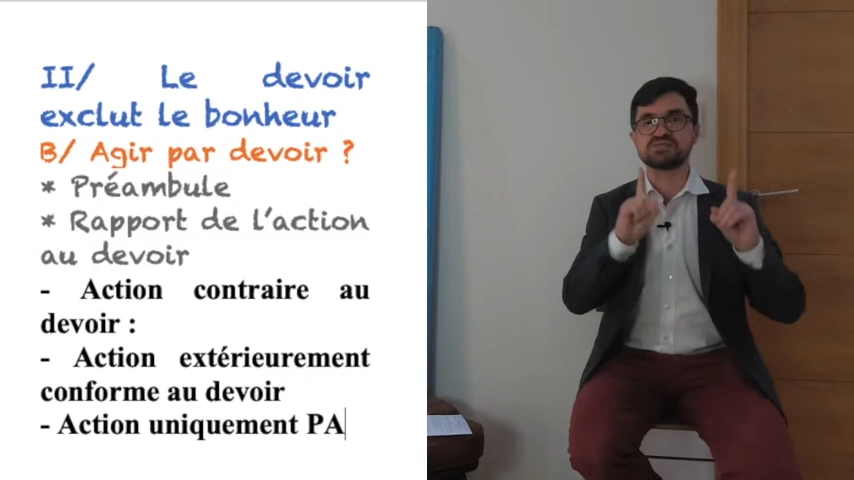 II/ Le devoir
exclut le bonheur
B/ Agir par devoir ?
* Préambule
* Rapport de l'action
au devoir
- Action contraire au
devoir :
- Action extérieurement
conforme au devoir
- Action uniquement PA